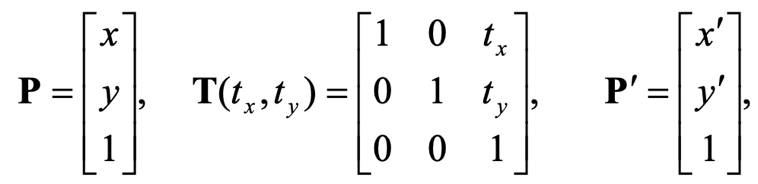 P = [x y 1], T(t_x, t_y) = [1 0 t_x 0 1 t_y 0 0 1], P′ = [x′ y′ 1],